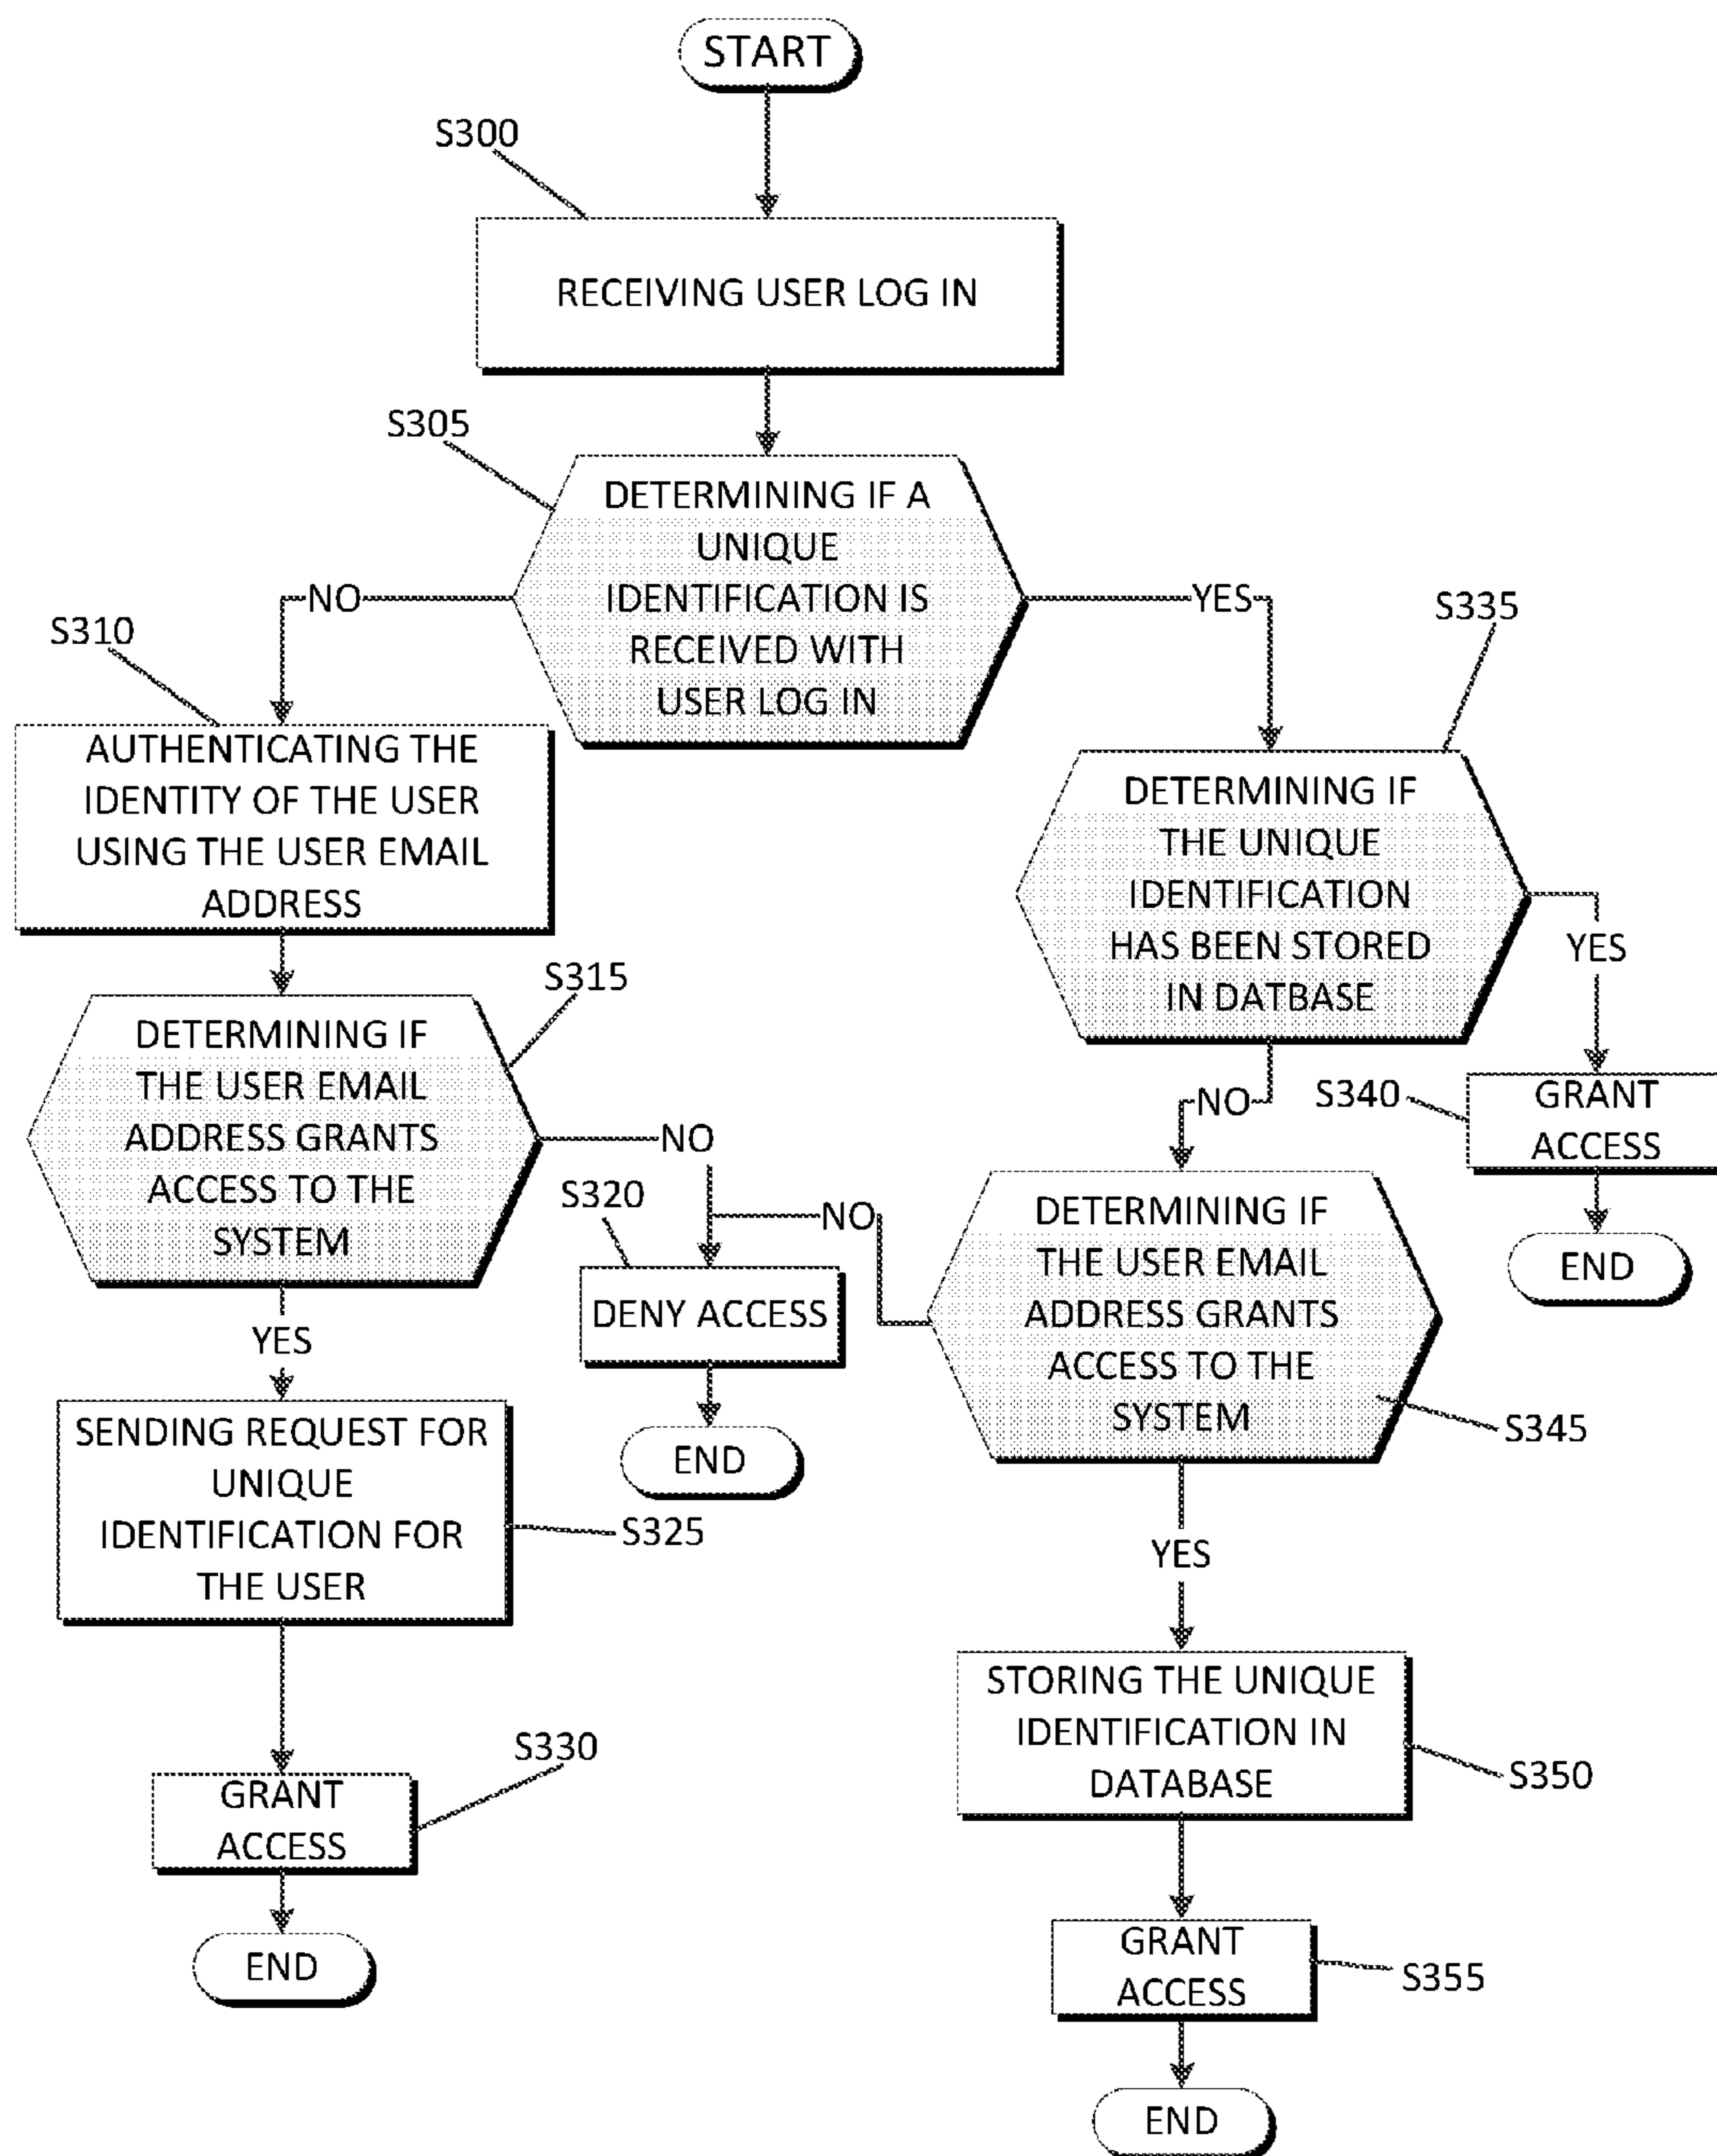 START
S300
RECEIVING USER LOG IN
S305
DETERMINING IF A
UNIQUE
IDENTIFICATION IS
RECEIVED WITH
USER LOG IN
NO
YES
S310
AUTHENTICATING THE
IDENTITY OF THE USER
USING THE USER EMAIL
ADDRESS
S335
DETERMINING IF
THE UNIQUE
IDENTIFICATION
HAS BEEN STORED
IN DATBASE
YES
S315
DETERMINING IF
THE USER EMAIL
ADDRESS GRANTS
ACCESS TO THE
SYSTEM
NO
NO
S340
GRANT
ACCESS
END
S320
DENY ACCESS
END
NO
DETERMINING IF
THE USER EMAIL
ADDRESS GRANTS
ACCESS TO THE
SYSTEM
S345
YES
SENDING REQUEST FOR
UNIQUE
IDENTIFICATION FOR
THE USER
S325
YES
STORING THE UNIQUE
IDENTIFICATION IN
DATABASE
S350
S330
GRANT
ACCESS
END
GRANT
ACCESS
S355
END